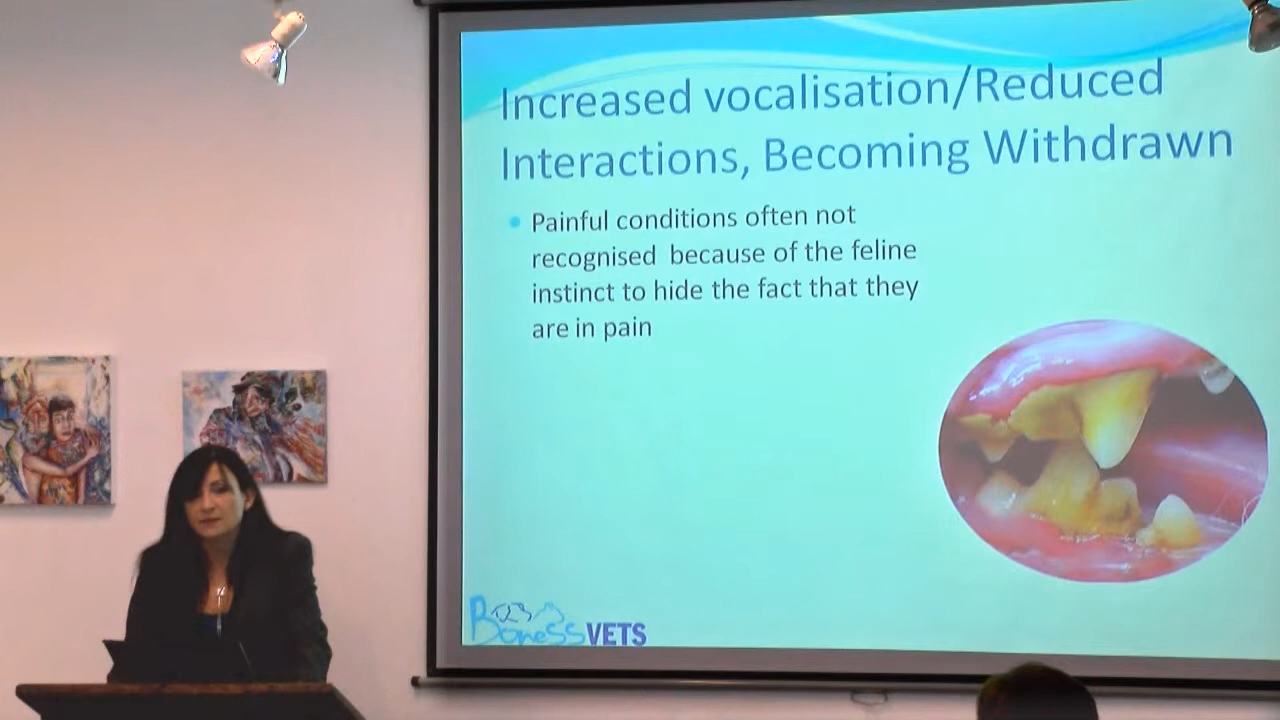 Increased vocalisation/Reduced
Interactions, Becoming Withdrawn
Painful conditions often not
recognised because of the feline
instinct to hide the fact that they
are in pain
Boness VETS